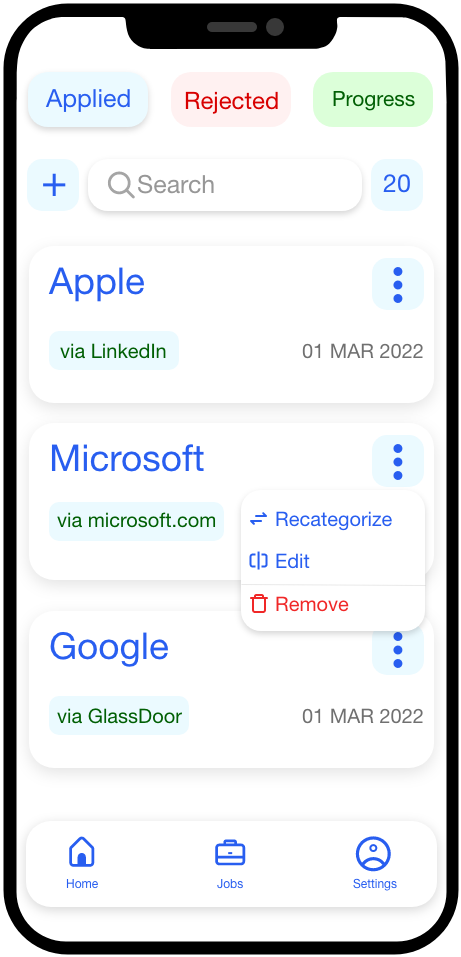 Applied
Rejected
Progress
Search
20
Apple
via LinkedIn
01 MAR 2022
Microsoft
via microsoft.com
Recategorize
Edit
Remove
Google
via GlassDoor
01 MAR 2022
Home
Jobs
Settings